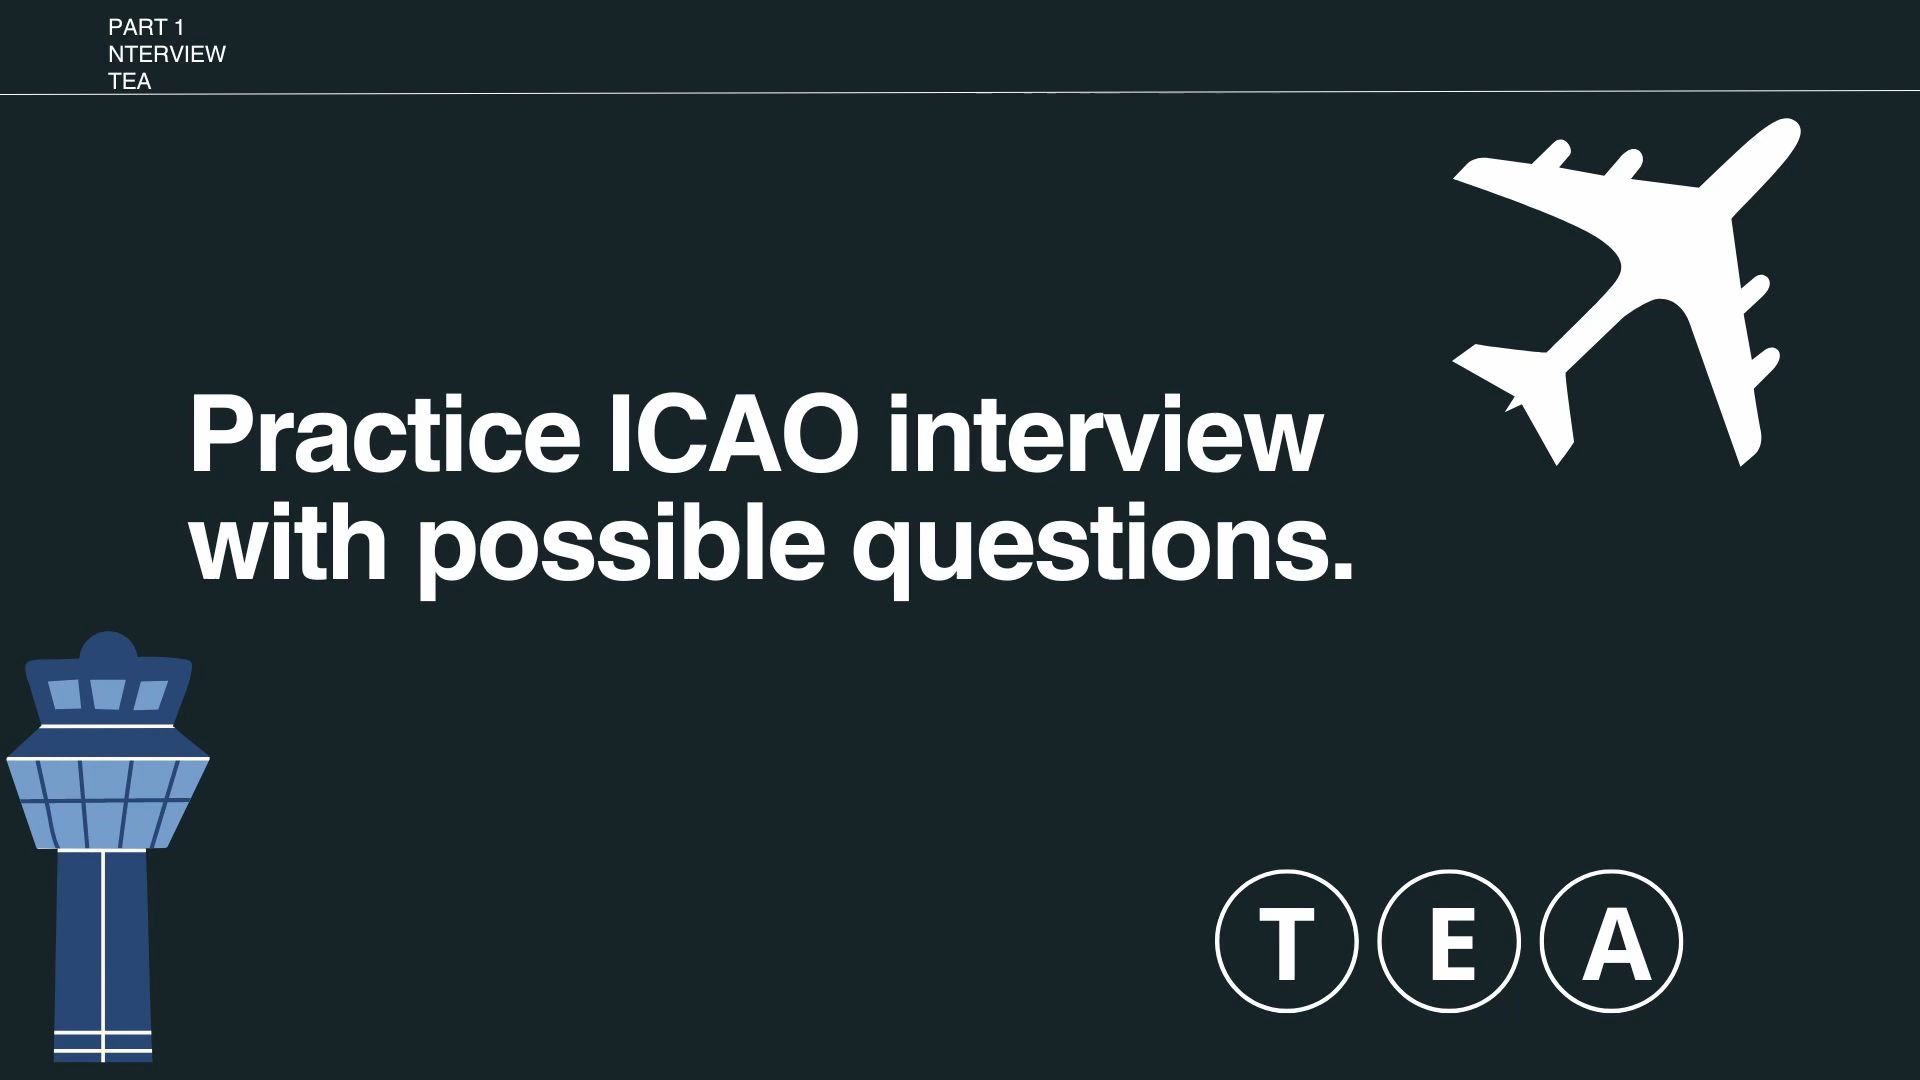 PART 1
NTERVIEW
TEA
Practice ICAO interview
with possible questions.
T E A